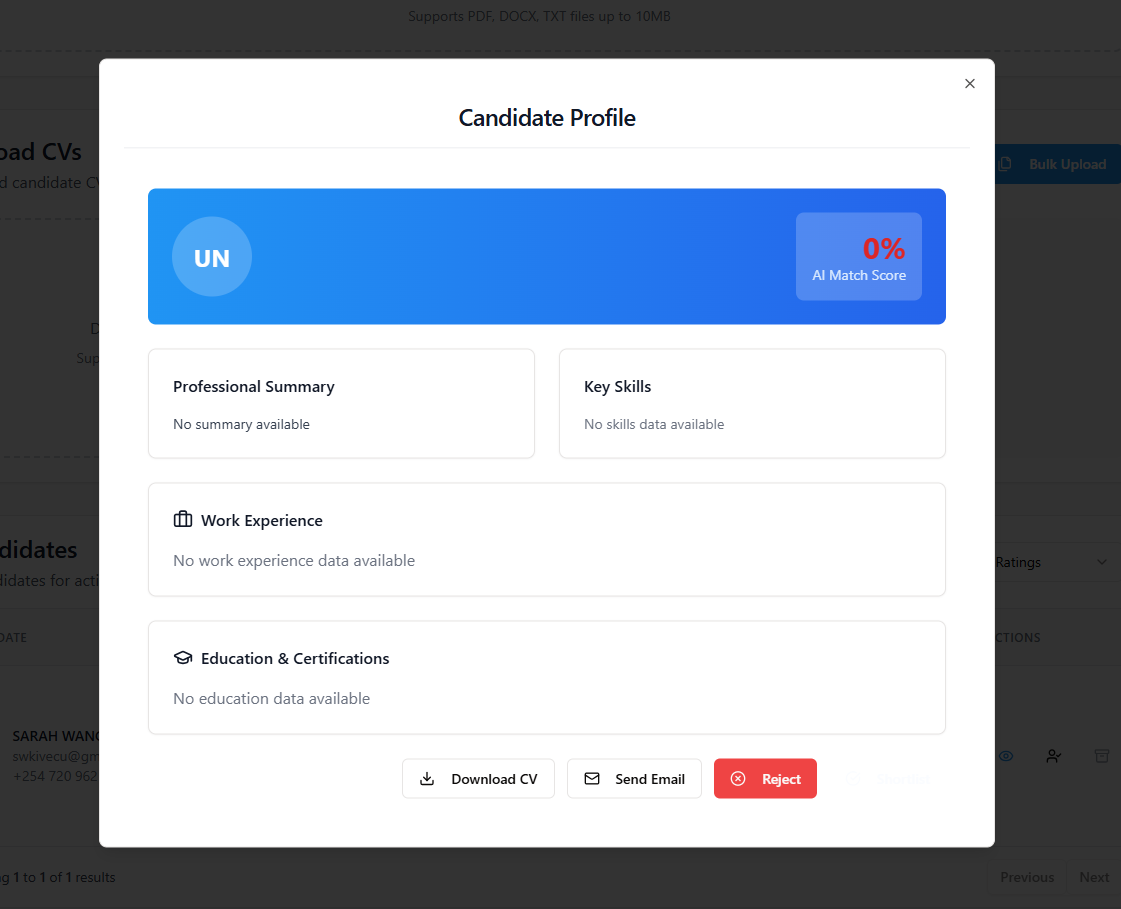 Supports PDF, DOCX, TXT files up to 10MB
Candidate Profile
oad CVs
d candidate CV
Bulk Upload
UN
0%
AI Match Score
D
Sup
Professional Summary
No summary available
Key Skills
No skills data available
Work Experience
No work experience data available
didates
didates for acti
Ratings
DATE
CTIONS
Education & Certifications
No education data available
SARAH WANG
swkivecu@gm
+254 720 962
Download CV
Send Email
Reject
g 1 to 1 of 1 results
Previous
Next